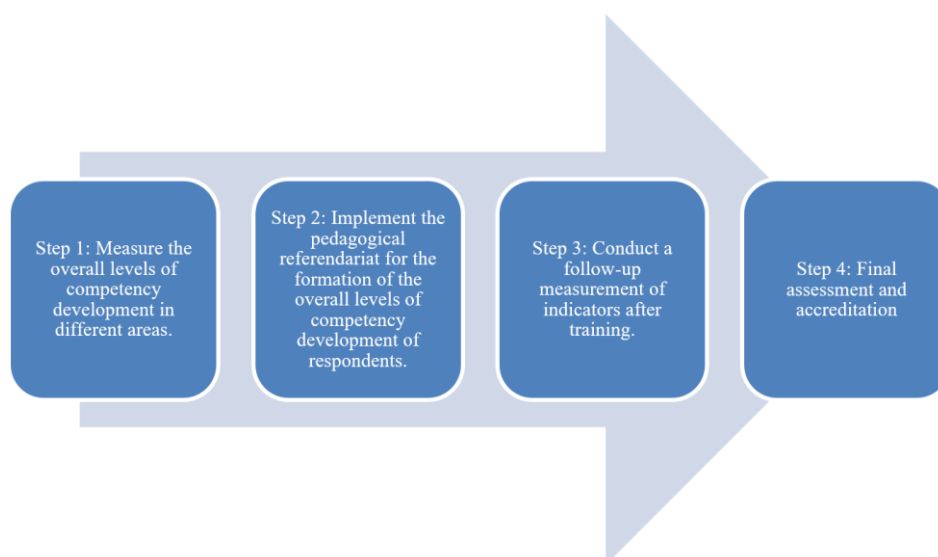 Step 1: Measure the
overall levels of
competency
development in
different areas.
Step 2: Implement the
pedagogical
referendariat for the
formation of the
overall levels of
competency
development of
respondents.
Step 3: Conduct a
follow-up
measurement of
indicators after
training.
Step 4: Final
assessment and
accreditation